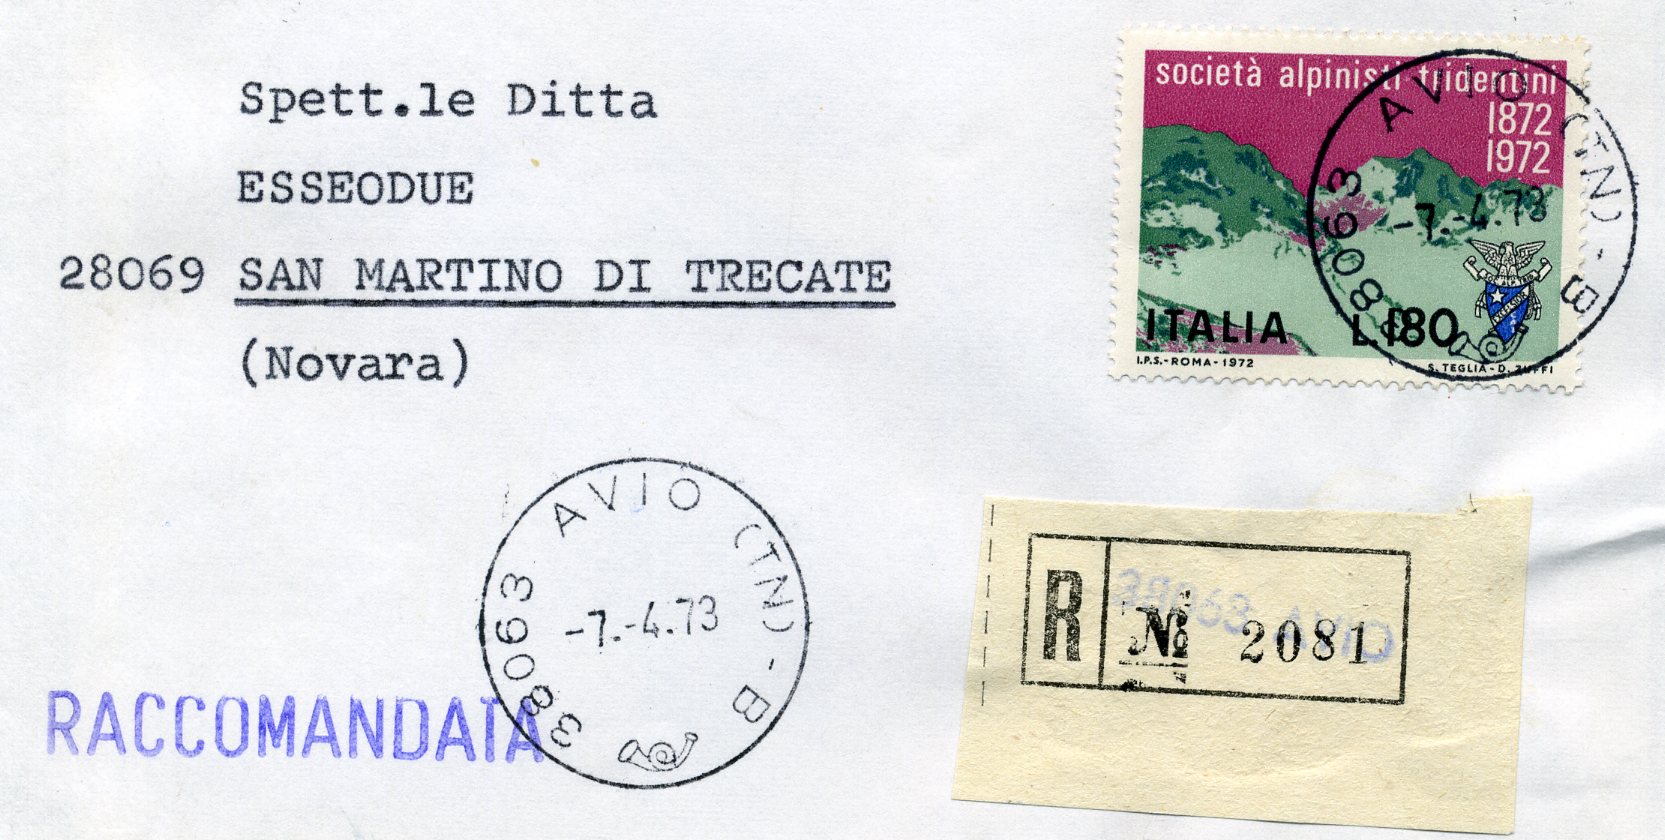 Spett.le Ditta
ESSEODUE
28069 SAN MARTINO DI TRECATE
(Novara)
società alpinisti tridentini
1872
1972
ITALIA L.180
I.P.S.-ROMA-1972
S. TEGLIA-D. ZUFFI
38063 AVIO (TN)-B
-7.-4.73
38063 AVIO (TN)-B
-7.-4.73
RACCOMANDATA
R № 2081
38063 AVIO